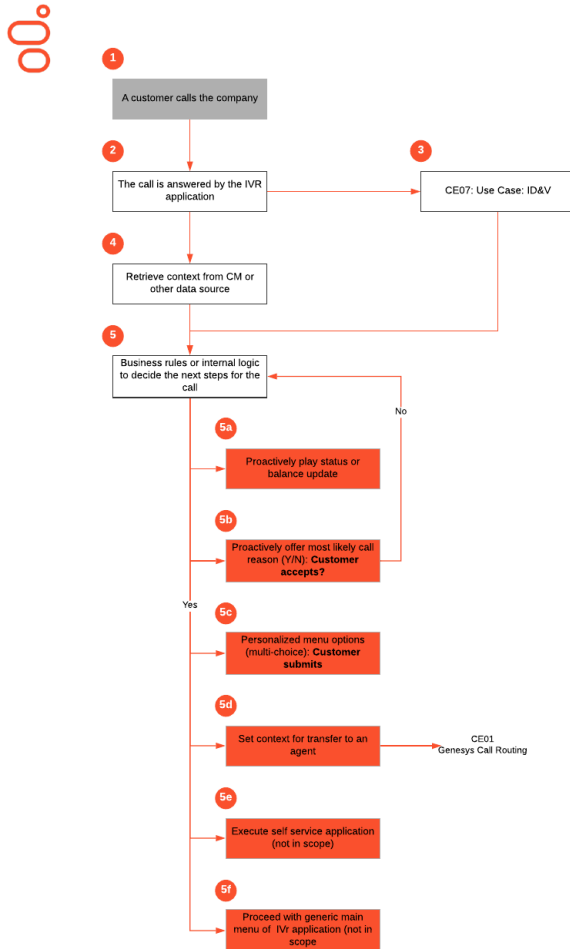 1
A customer calls the company
2
3
The call is answered by the IVR
application
CE07: Use Case: ID&V
4
Retrieve context from CM or
other data source
5
Business rules or internal logic
to decide the next steps for the
call
No
5a
Proactively play status or
balance update
5b
Proactively offer most likely call
reason (Y/N): Customer
accepts?
Yes
5c
Personalized menu options
(multi-choice): Customer
submits
5d
Set context for transfer to an
agent
CE01
Genesys Call Routing
5e
Execute self service application
(not in scope)
5f
Proceed with generic main
menu of IVr application (not in
scope